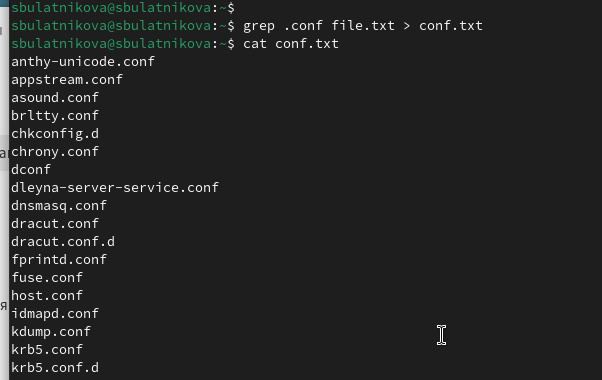 sbulatnikova@sbulatnikova:~$
sbulatnikova@sbulatnikova:~$ grep .conf file.txt > conf.txt
sbulatnikova@sbulatnikova:~$ cat conf.txt
anthy-unicode.conf
appstream.conf
asound.conf
brltty.conf
chkconfig.d
chrony.conf
dconf
dleyna-server-service.conf
dnsmasq.conf
dracut.conf
dracut.conf.d
fprintd.conf
fuse.conf
host.conf
idmapd.conf
kdump.conf
krb5.conf
krb5.conf.d